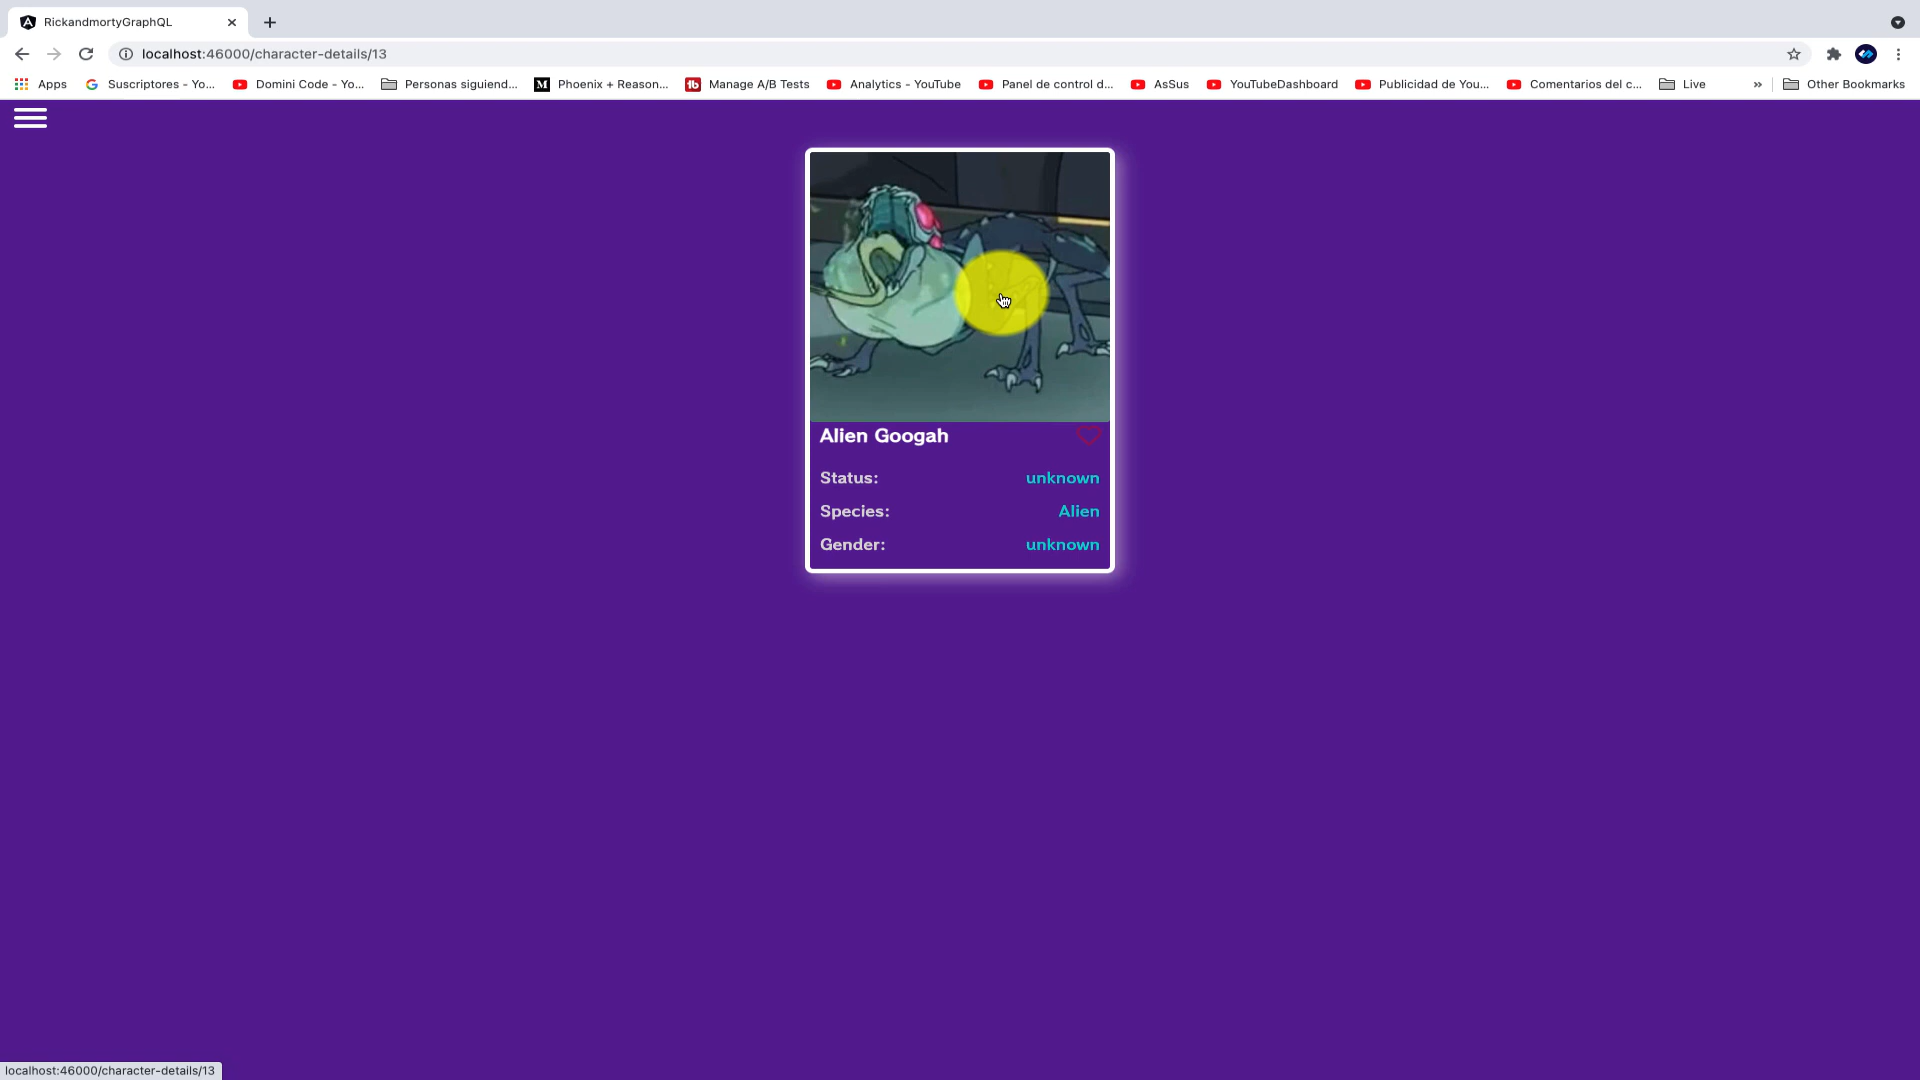 RickandmortyGraphQL
localhost:46000/character-details/13
Apps
Suscriptores - Yo...
Domini Code - Yo...
Personas siguiend...
M
Phoenix + Reason...
tb
Manage A/B Tests
Analytics - YouTube
Panel de control d...
AsSus
YouTubeDashboard
Publicidad de You...
Comentarios del c...
Live
»
Other Bookmarks
Alien Googah
Status: unknown
Species: Alien
Gender: unknown
localhost:46000/character-details/13